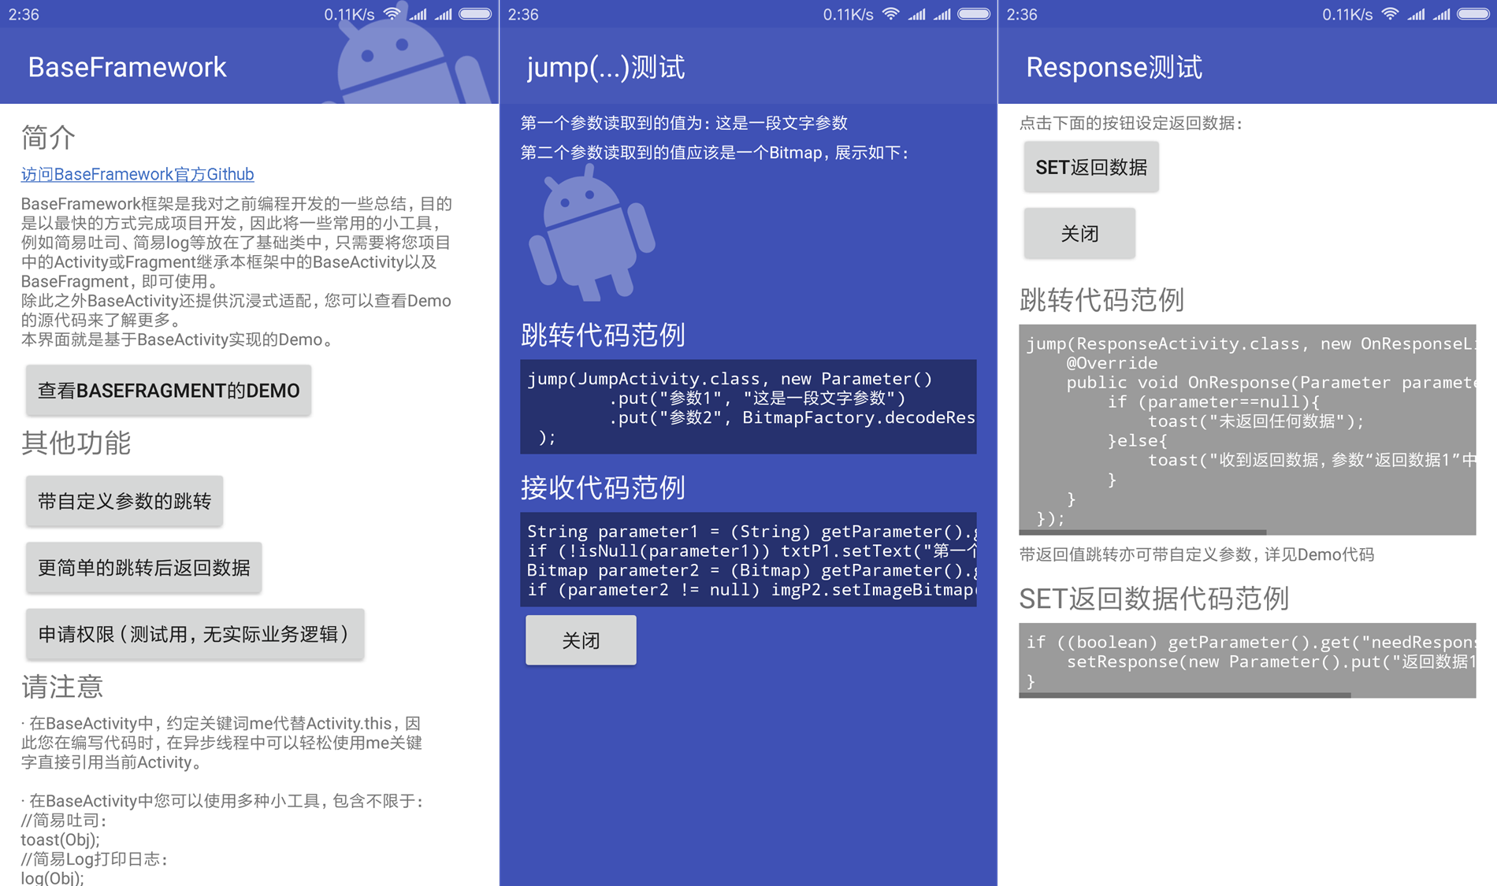 2:36
0.11K/s
BaseFramework
简介
访问BaseFramework官方Github
BaseFramework框架是我对之前编程开发的一些总结，目的
是以最快的方式完成项目开发，因此将一些常用的小工具，
例如简易吐司、简易log等放在了基础类中，只需要将您项目
中的Activity或Fragment继承本框架中的BaseActivity以及
BaseFragment，即可使用。
除此之外BaseActivity还提供沉浸式适配，您可以查看Demo
的源代码来了解更多。
本界面就是基于BaseActivity实现的Demo。
查看BASEFRAGMENT的DEMO
其他功能
带自定义参数的跳转
更简单的跳转后返回数据
申请权限（测试用，无实际业务逻辑）
请注意
· 在BaseActivity中，约定关键词me代替Activity.this，因
此您在编写代码时，在异步线程中可以轻松使用me关键
字直接引用当前Activity。
· 在BaseActivity中您可以使用多种小工具，包含不限于：
//简易吐司：
toast(Obj);
//简易Log打印日志：
log(Obj);
2:36
0.11K/s
jump(...)测试
第一个参数读取到的值为：这是一段文字参数
第二个参数读取到的值应该是一个Bitmap，展示如下：
跳转代码范例
jump(JumpActivity.class, new Parameter()
.put("参数1", "这是一段文字参数")
.put("参数2", BitmapFactory.decodeRes
);
接收代码范例
String parameter1 = (String) getParameter().g
if (!isNull(parameter1)) txtP1.setText("第一个
Bitmap parameter2 = (Bitmap) getParameter().g
if (parameter2 != null) imgP2.setImageBitmap(
关闭
2:36
0.11K/s
Response测试
点击下面的按钮设定返回数据：
SET返回数据
关闭
跳转代码范例
jump(ResponseActivity.class, new OnResponseLi
@Override
public void OnResponse(Parameter paramete
if (parameter==null){
toast("未返回任何数据");
}else{
toast("收到返回数据，参数“返回数据1”中
}
}
});
带返回值跳转亦可带自定义参数，详见Demo代码
SET返回数据代码范例
if ((boolean) getParameter().get("needRespons
setResponse(new Parameter().put("返回数据1
}